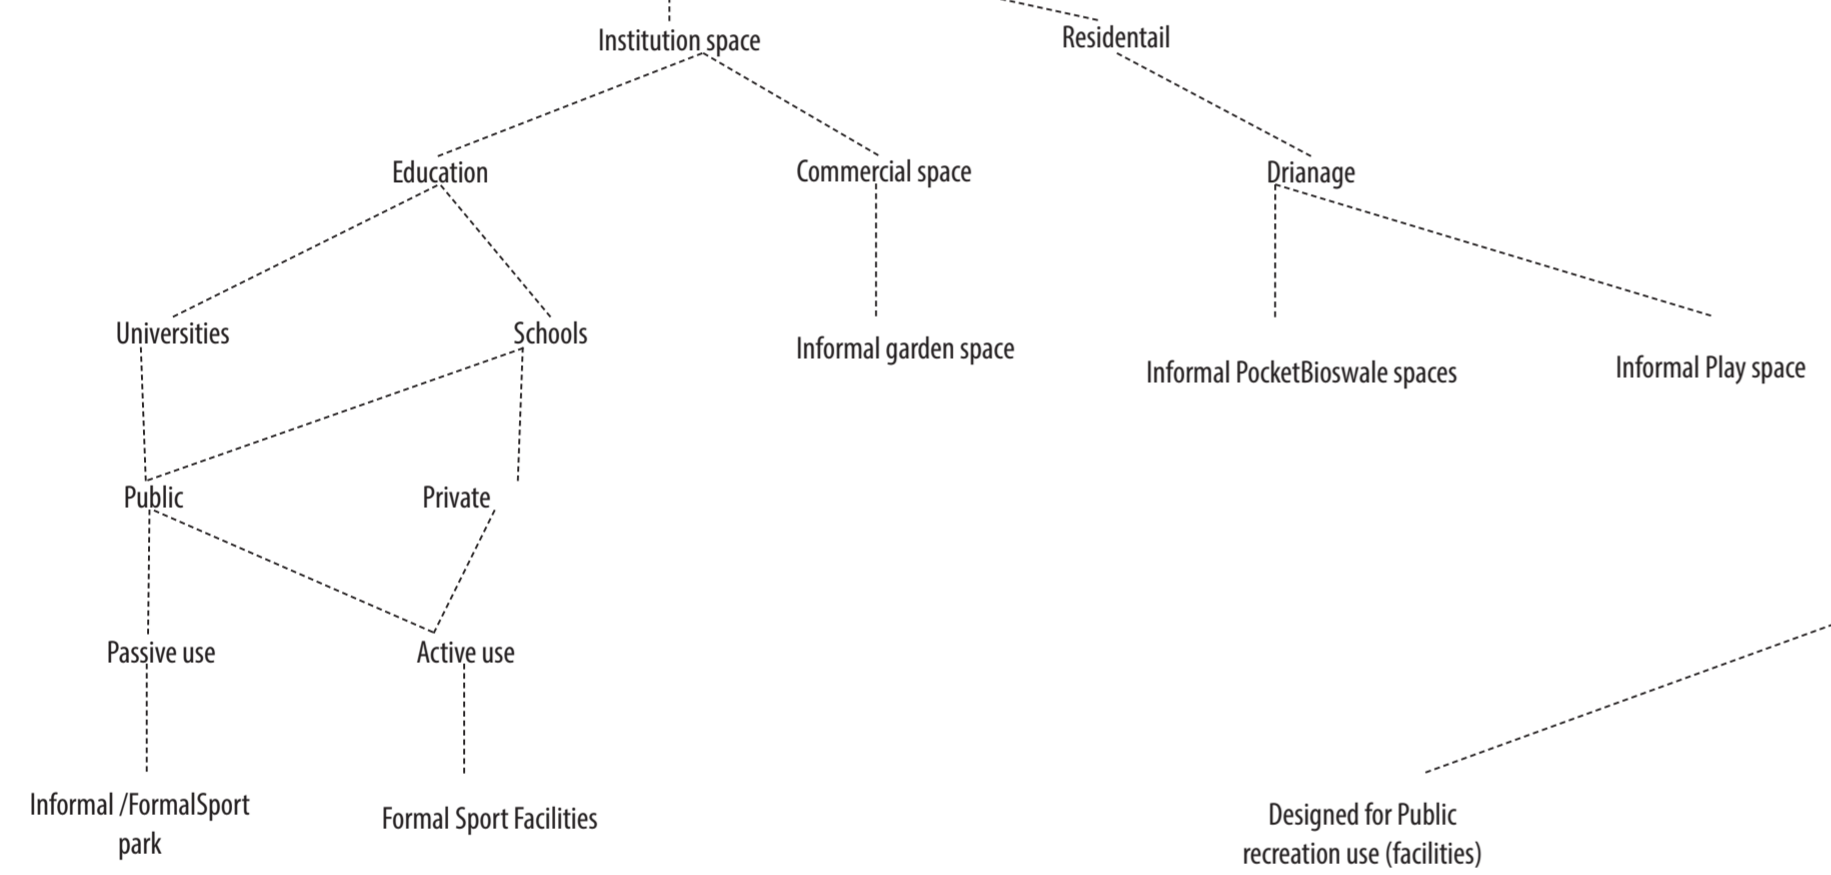 Institution space
Residentail
Education
Commercial space
Drianage
Universities
Schools
Informal garden space
Informal PocketBioswale spaces
Informal Play space
Public
Private
Passive use
Active use
Informal /FormalSport
park
Formal Sport Facilities
Designed for Public
recreation use (facilities)